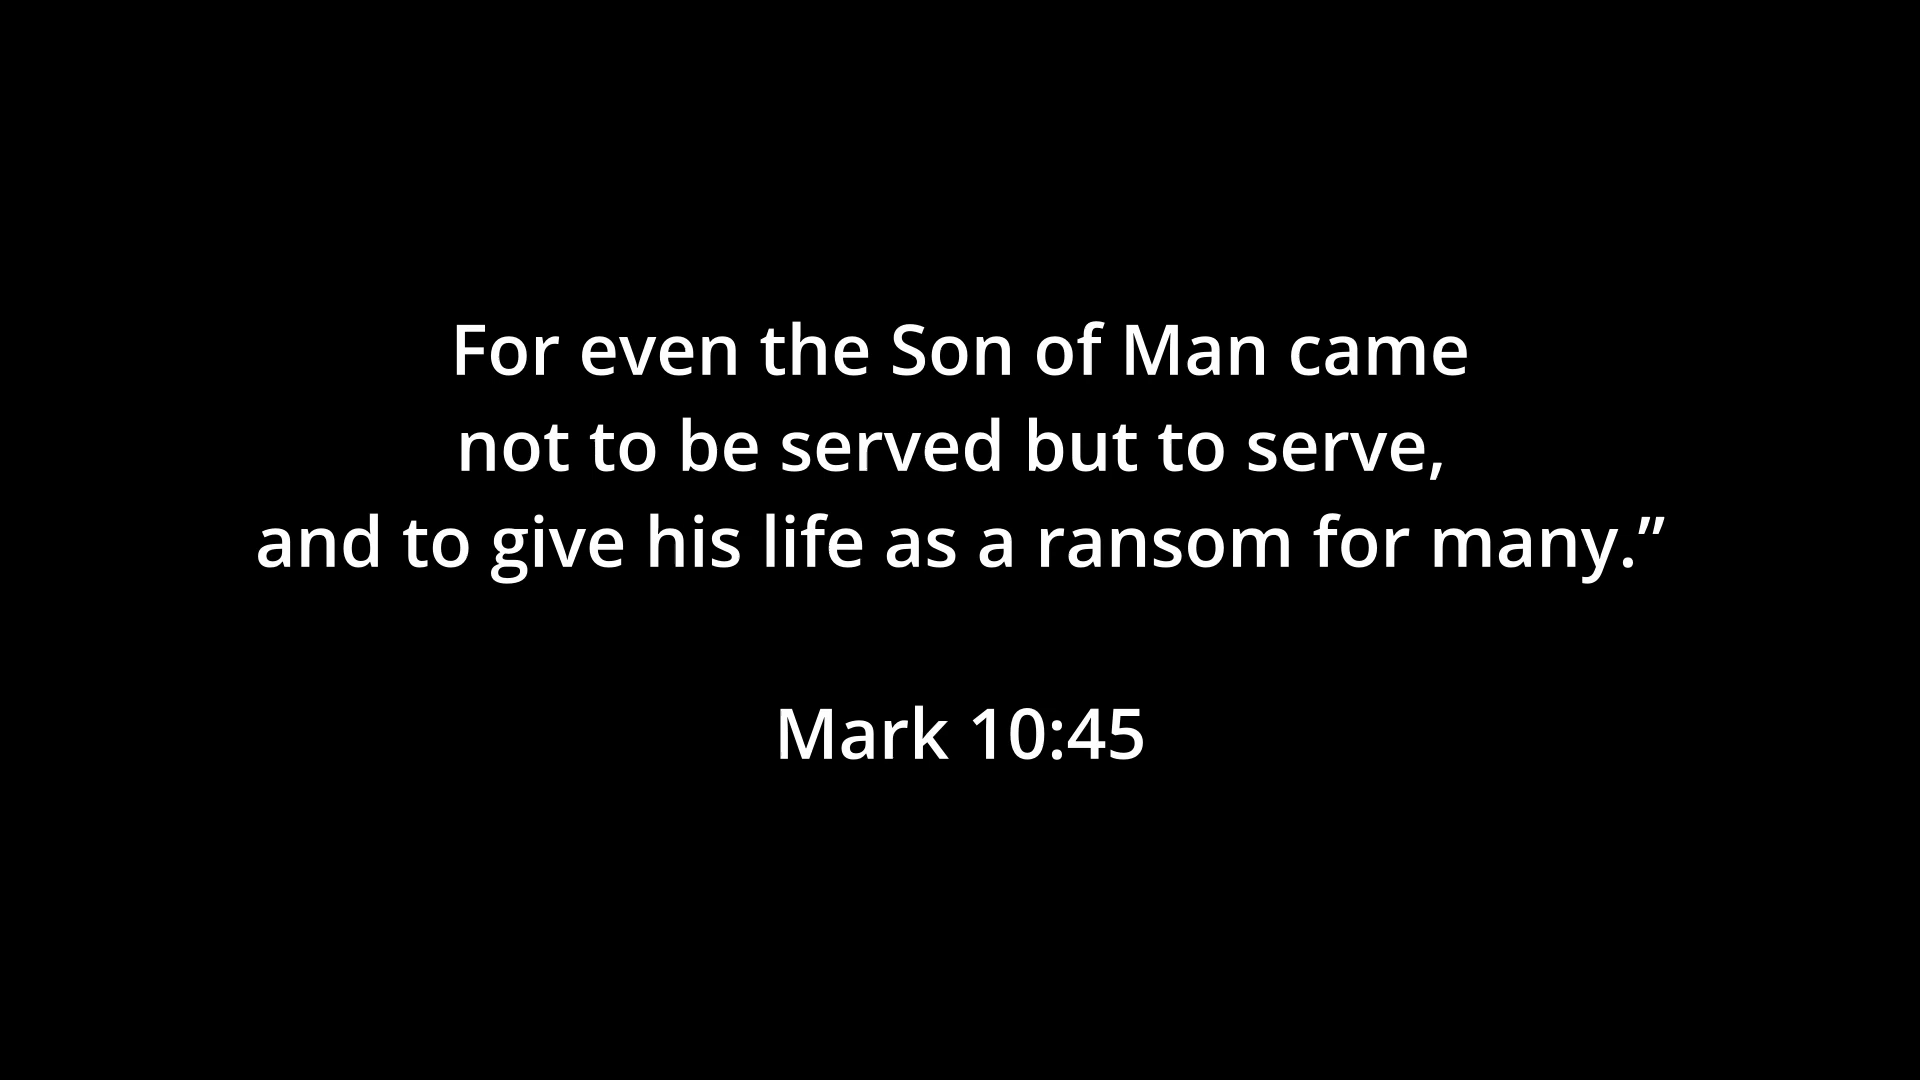 For even the Son of Man came
not to be served but to serve,
and to give his life as a ransom for many.”
Mark 10:45